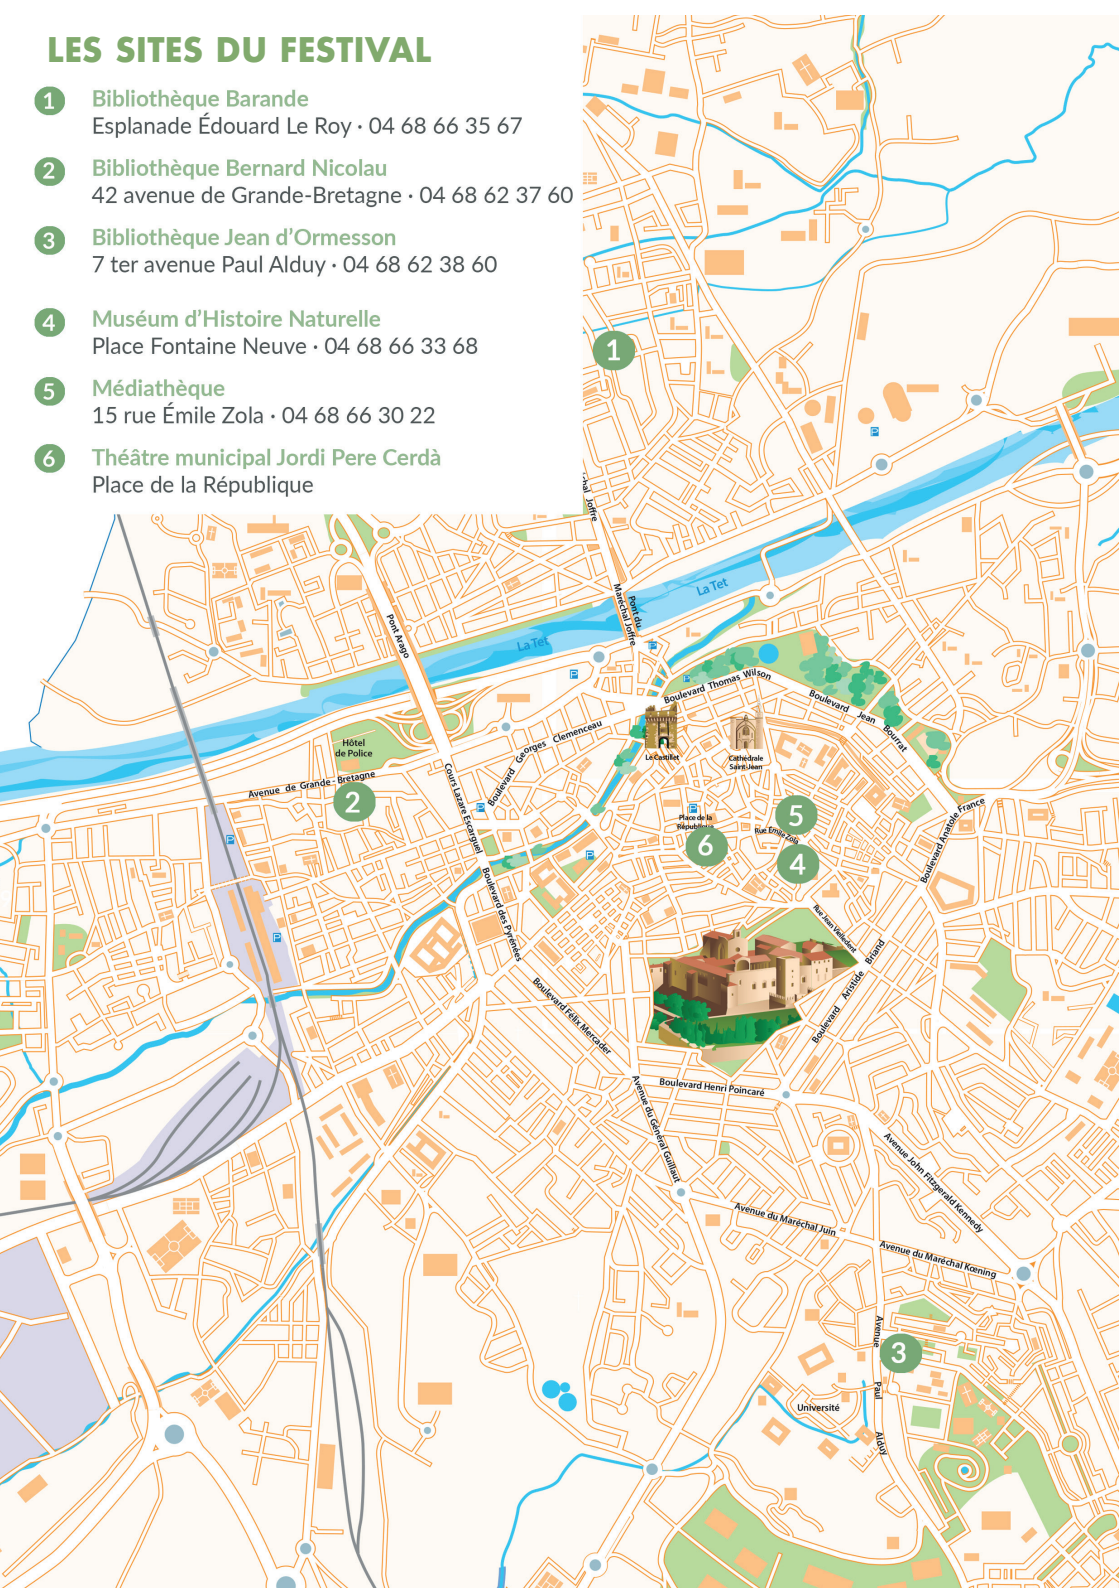 LES SITES DU FESTIVAL
1
Bibliothèque Barande
Esplanade Édouard Le Roy · 04 68 66 35 67
2
Bibliothèque Bernard Nicolau
42 avenue de Grande-Bretagne · 04 68 62 37 60
3
Bibliothèque Jean d’Ormesson
7 ter avenue Paul Alduy · 04 68 62 38 60
4
Muséum d’Histoire Naturelle
Place Fontaine Neuve · 04 68 66 33 68
5
Médiathèque
15 rue Émile Zola · 04 68 66 30 22
6
Théâtre municipal Jordi Pere Cerdà
Place de la République
1
P
Joffre
La Tet
Pont du
Maréchal Joffre
Pont Arago
La Tet
P
P
P
Boulevard Thomas Wilson
Boulevard Jean Bourrat
Hôtel
de Police
Boulevard Georges Clemenceau
Le Castillet
Cathédrale
Saint-Jean
Avenue de Grande-Bretagne
2
Cours Lazare Escarguel
P
P
Place de la
République
5
Rue Émile Zola
6
4
Boulevard Anatole France
P
P
Boulevard des Pyrénées
Rue Jean Vielledent
P
Boulevard Aristide Briand
Boulevard Félix Mercader
Boulevard Henri Poincaré
Avenue du Général Guillaut
Avenue John Fitzgerald Kennedy
Avenue du Maréchal Juin
Avenue du Maréchal Kœning
3
Avenue Paul Alduy
Université